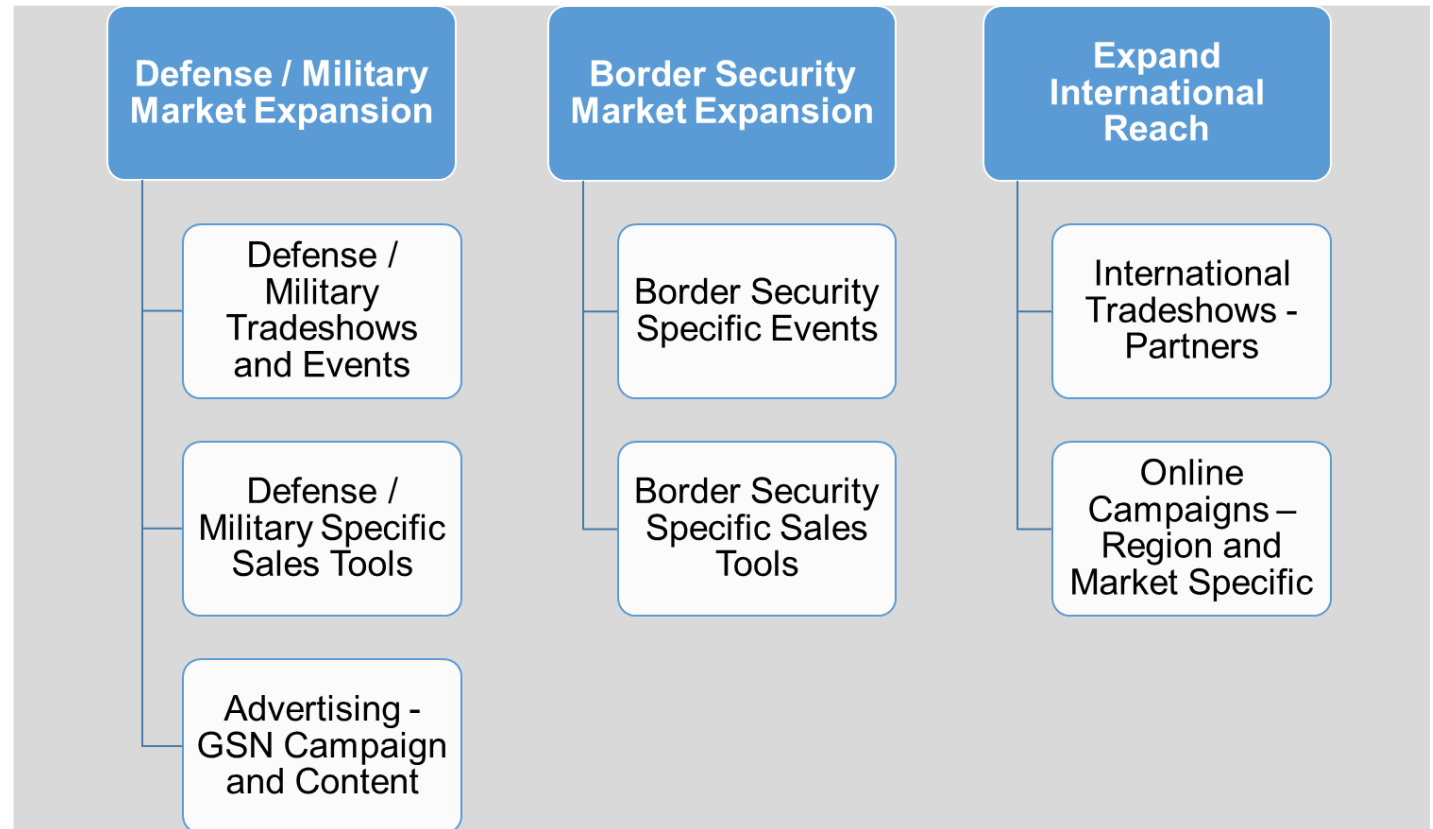 Defense / Military
Market Expansion
Defense /
Military
Tradeshows
and Events
Defense /
Military Specific
Sales Tools
Advertising -
GSN Campaign
and Content
Border Security
Market Expansion
Border Security
Specific Events
Border Security
Specific Sales
Tools
Expand
International
Reach
International
Tradeshows -
Partners
Online
Campaigns –
Region and
Market Specific